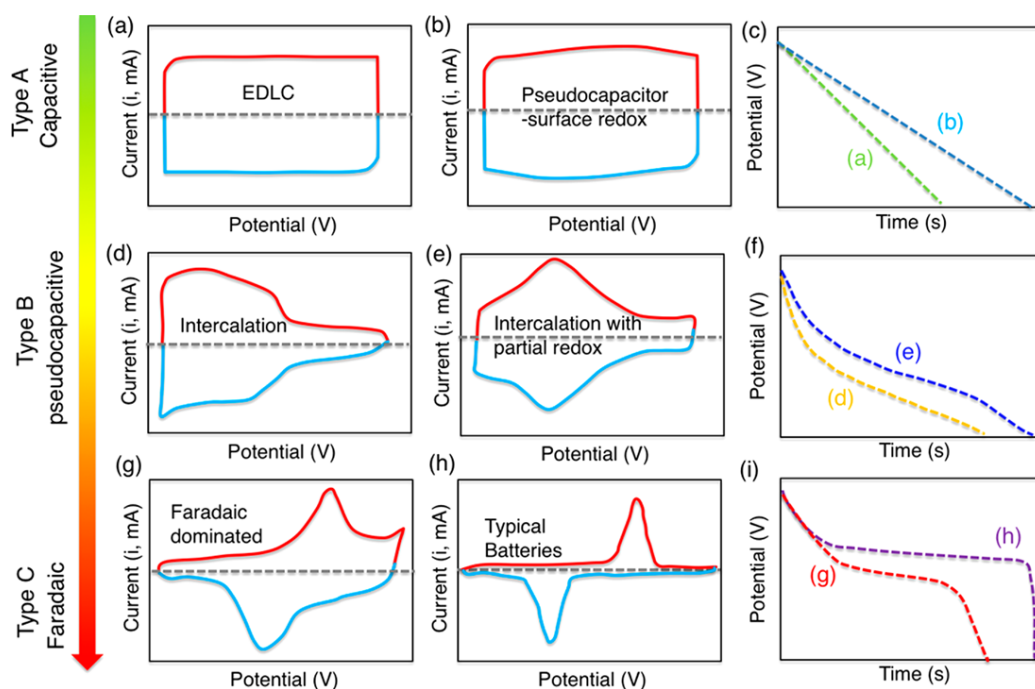 Type A
Capacitive
Type B
pseudocapacitive
Type C
Faradaic
(a)
Current (i, mA)
EDLC
Potential (V)
(b)
Current (i, mA)
Pseudocapacitor
-surface redox
Potential (V)
(c)
Potential (V)
(b)
(a)
Time (s)
(d)
Current (i, mA)
Intercalation
Potential (V)
(e)
Current (i, mA)
Intercalation with
partial redox
Potential (V)
(f)
Potential (V)
(e)
(d)
Time (s)
(g)
Current (i, mA)
Faradaic
dominated
Potential (V)
(h)
Current (i, mA)
Typical
Batteries
Potential (V)
(i)
Potential (V)
(h)
(g)
Time (s)